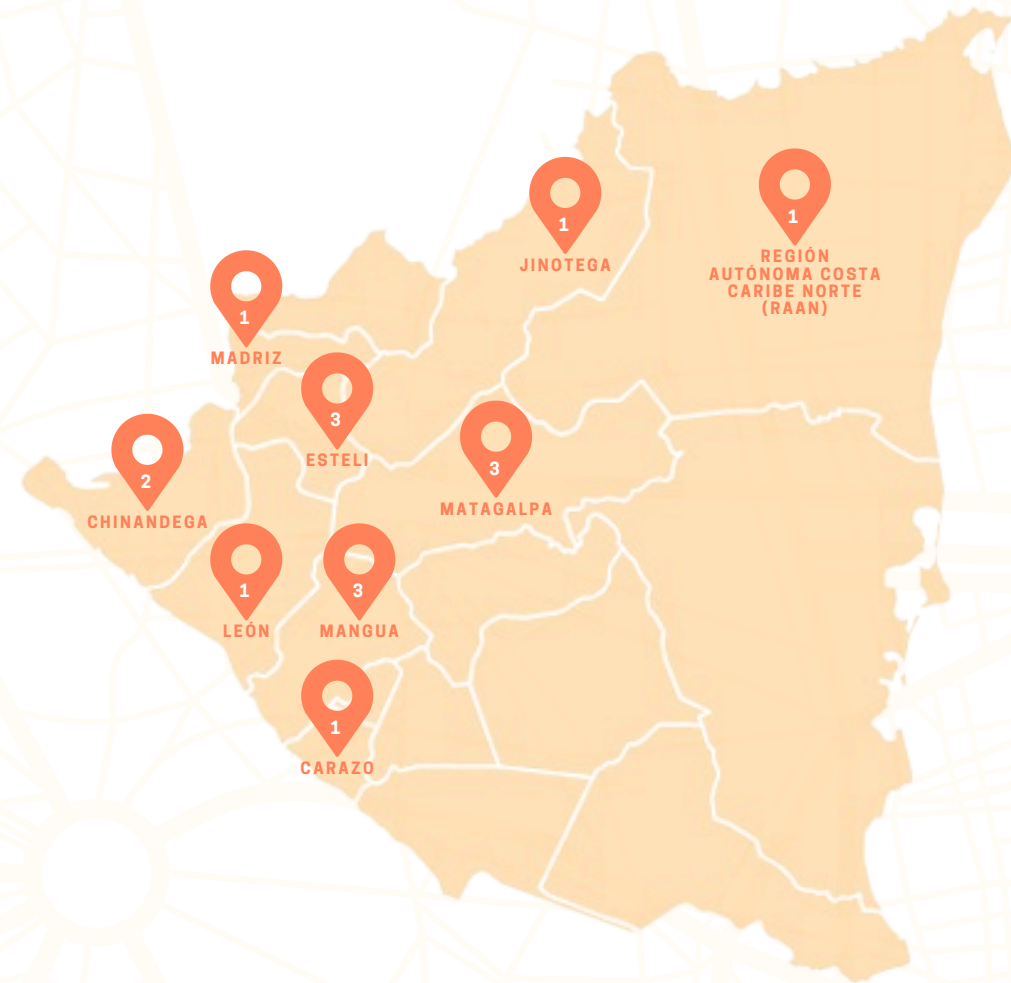 1
JINOTEGA
1
REGIÓN
AUTÓNOMA COSTA
CARIBE NORTE
(RAAN)
1
MADRIZ
3
ESTELI
3
MATAGALPA
2
CHINANDEGA
1
LEÓN
3
MANGUA
1
CARAZO